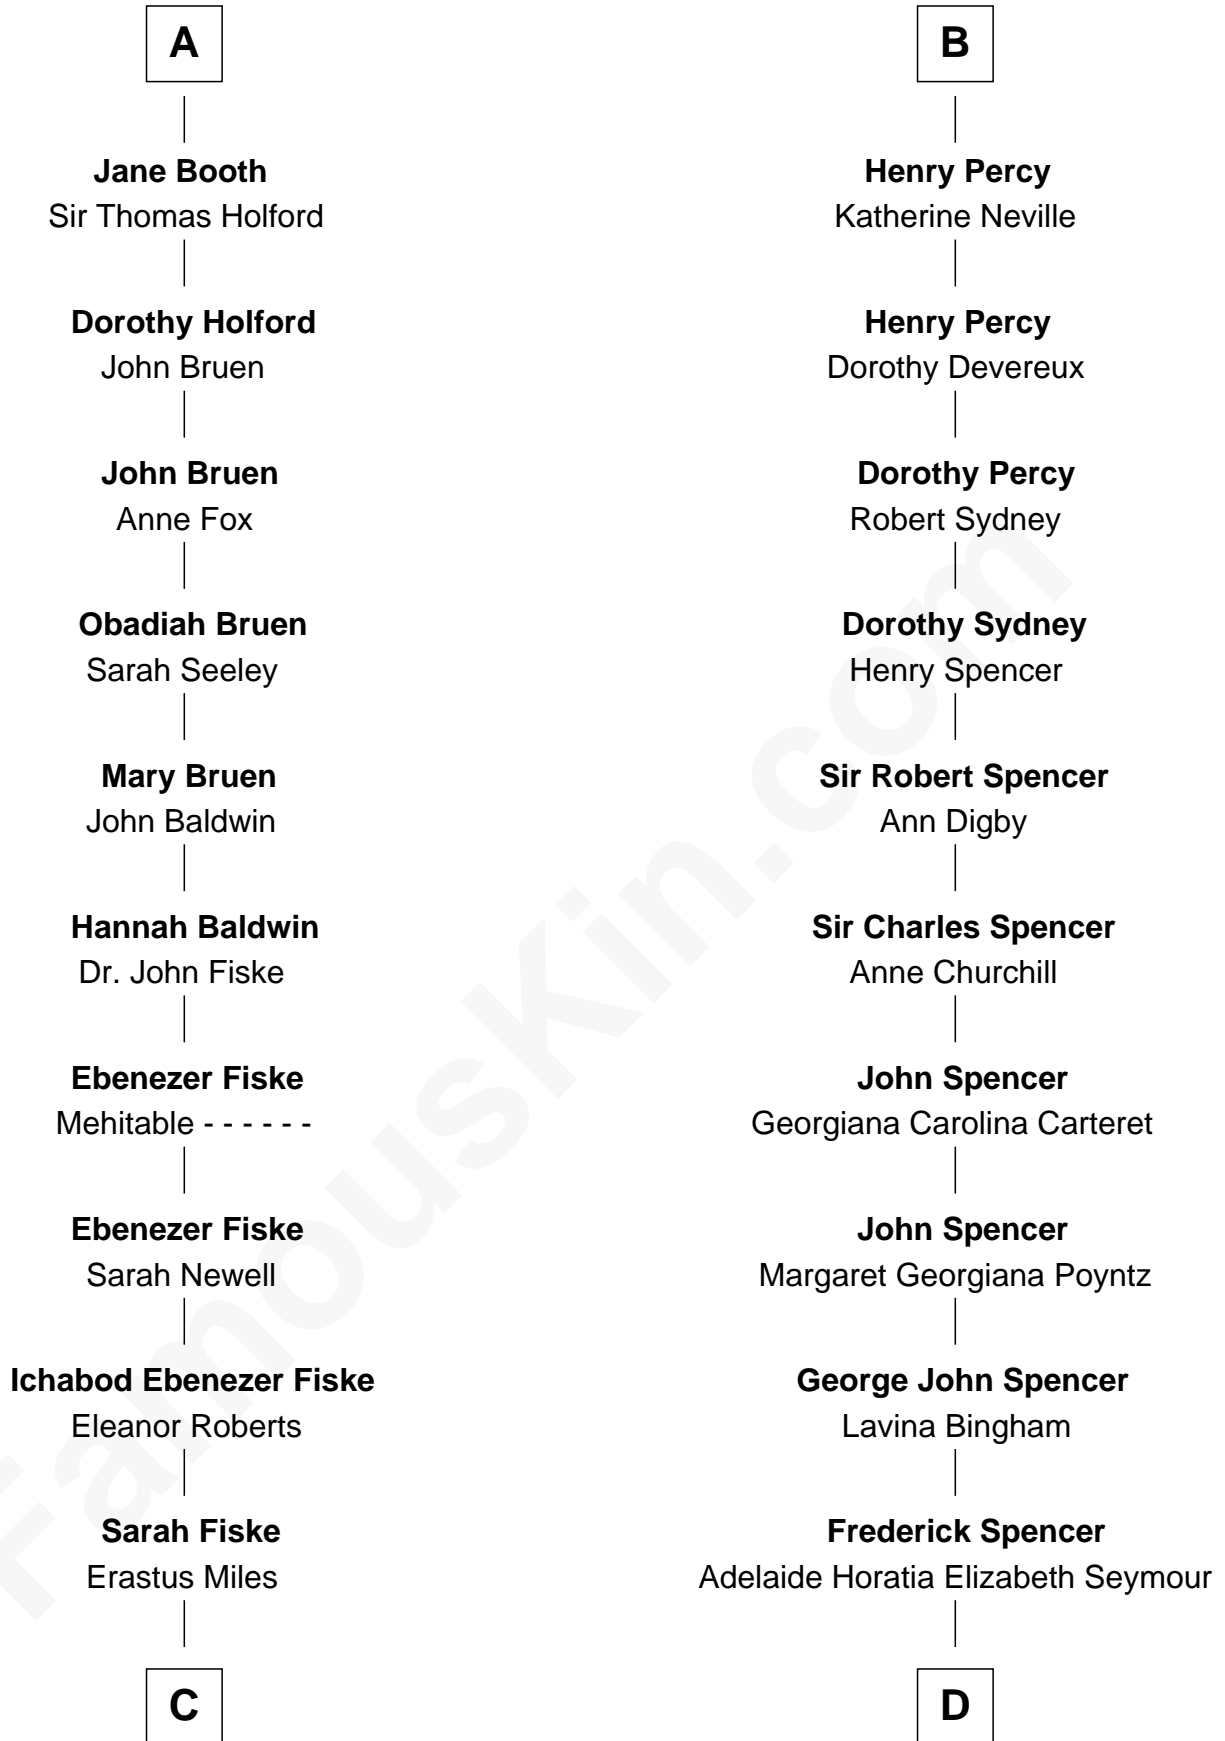 A
Jane Booth
Sir Thomas Holford
Dorothy Holford
John Bruen
John Bruen
Anne Fox
Obadiah Bruen
Sarah Seeley
Mary Bruen
John Baldwin
Hannah Baldwin
Dr. John Fiske
Ebenezer Fiske
Mehitable - - - - - -
Ebenezer Fiske
Sarah Newell
Ichabod Ebenezer Fiske
Eleanor Roberts
Sarah Fiske
Erastus Miles
C
B
Henry Percy
Katherine Neville
Henry Percy
Dorothy Devereux
Dorothy Percy
Robert Sydney
Dorothy Sydney
Henry Spencer
Sir Robert Spencer
Ann Digby
Sir Charles Spencer
Anne Churchill
John Spencer
Georgiana Carolina Carteret
John Spencer
Margaret Georgiana Poyntz
George John Spencer
Lavina Bingham
Frederick Spencer
Adelaide Horatia Elizabeth Seymour
D
FamousKin.com